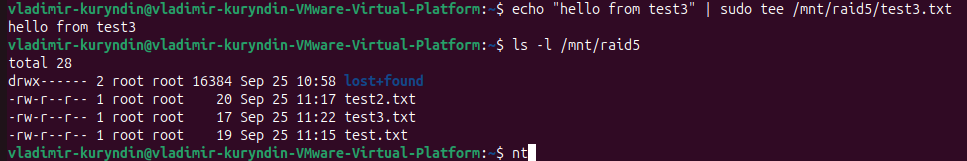 vladimir-kuryndin@vladimir-kuryndin-VMware-Virtual-Platform:~$ echo "hello from test3" | sudo tee /mnt/raid5/test3.txt
hello from test3
vladimir-kuryndin@vladimir-kuryndin-VMware-Virtual-Platform:~$ ls -l /mnt/raid5
total 28
drwx------ 2 root root 16384 Sep 25 10:58 lost+found
-rw-r--r-- 1 root root    20 Sep 25 11:17 test2.txt
-rw-r--r-- 1 root root    17 Sep 25 11:22 test3.txt
-rw-r--r-- 1 root root    19 Sep 25 11:15 test.txt
vladimir-kuryndin@vladimir-kuryndin-VMware-Virtual-Platform:~$ nt